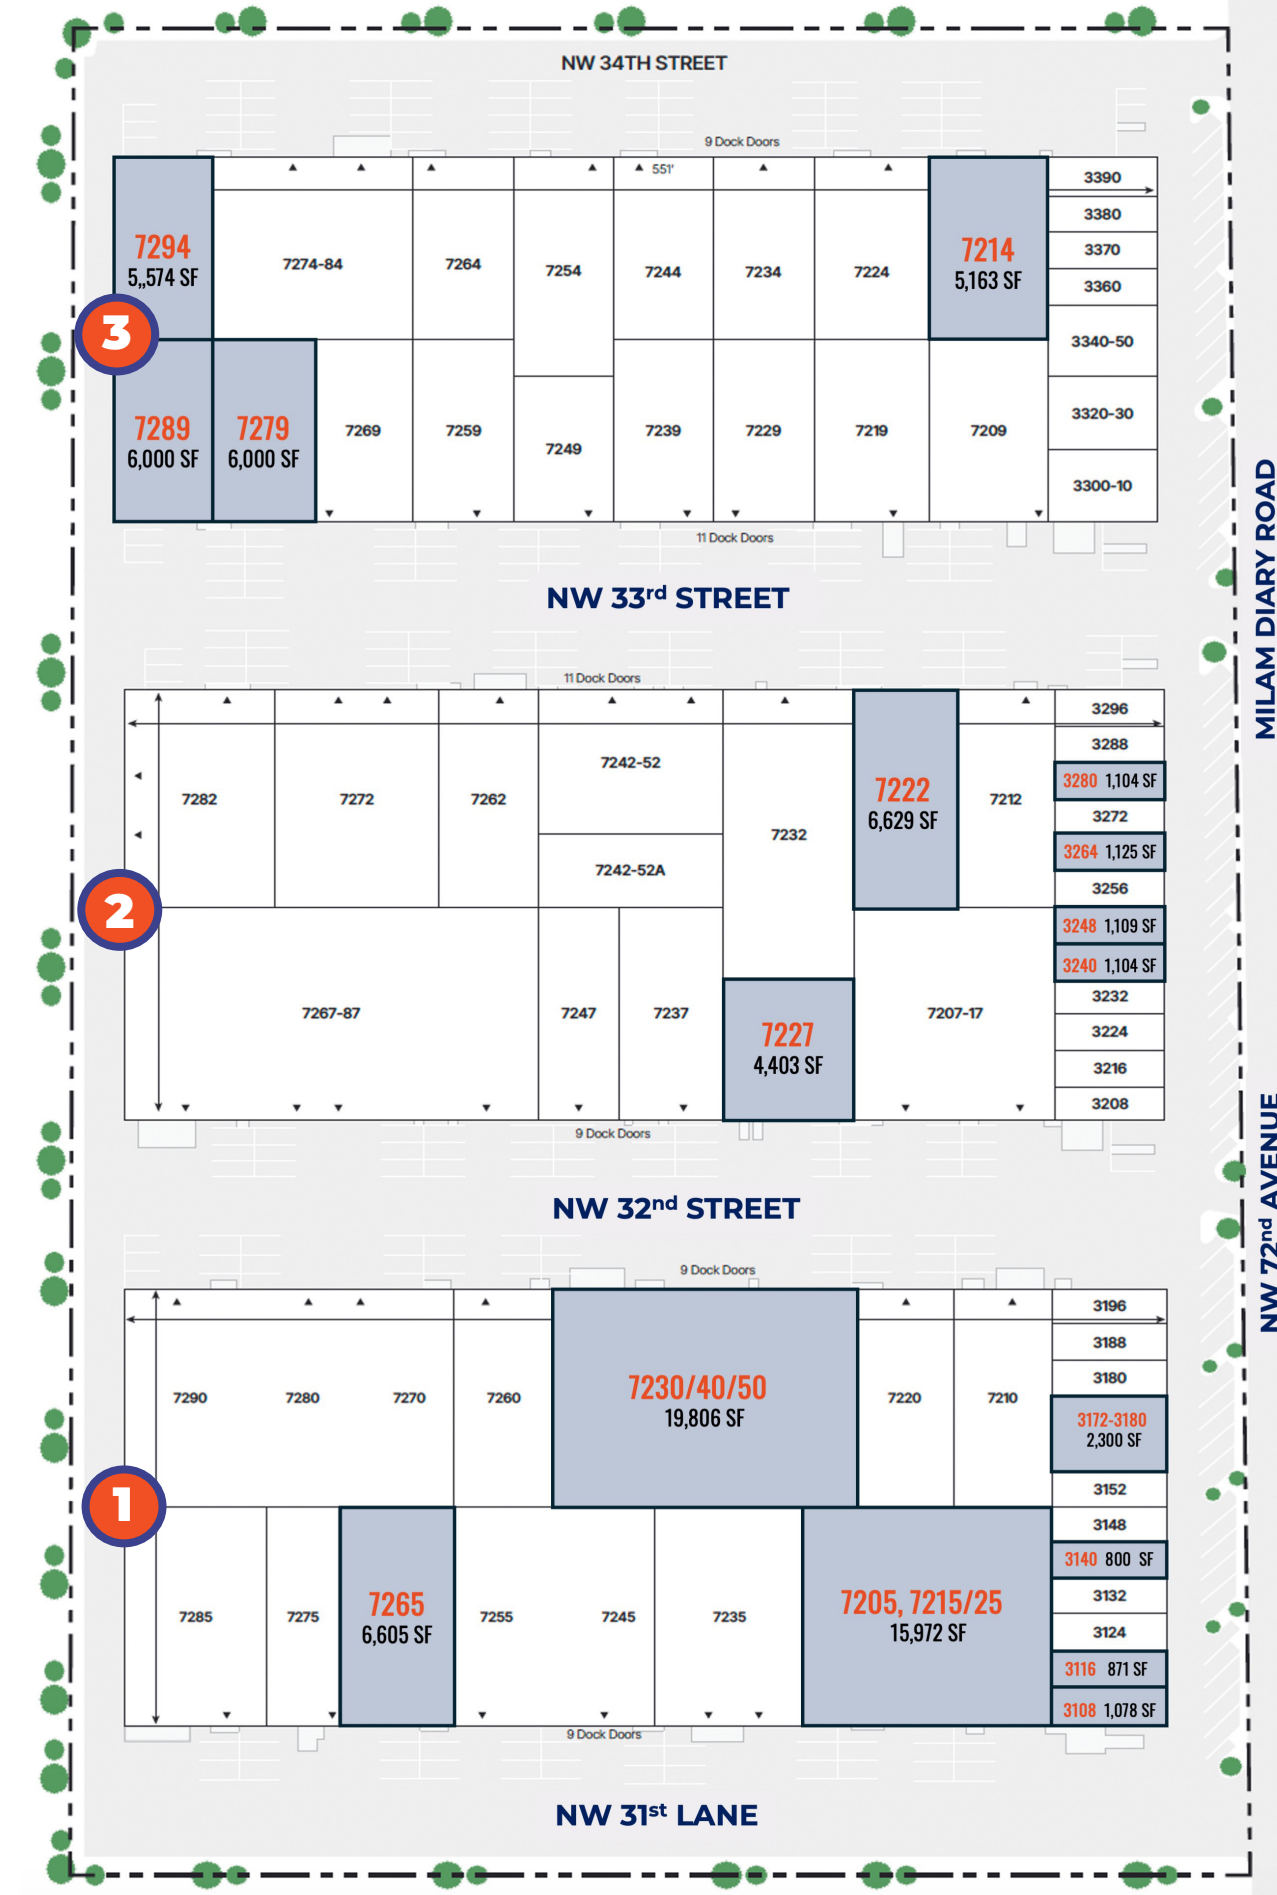 NW 34TH STREET
9 Dock Doors
551'
7294
5,,574 SF
7274-84
7264
7254
7244
7234
7224
7214
5,163 SF
3390
3380
3370
3360
3340-50
3320-30
3300-10
3
7289
6,000 SF
7279
6,000 SF
7269
7259
7249
7239
7229
7219
7209
11 Dock Doors
NW 33rd STREET
MILAM DIARY ROAD
11 Dock Doors
7282
7272
7262
7242-52
7242-52A
7232
7222
6,629 SF
7212
3296
3288
3280 1,104 SF
3272
3264 1,125 SF
3256
3248 1,109 SF
3240 1,104 SF
3232
3224
3216
3208
2
7267-87
7247
7237
7227
4,403 SF
7207-17
9 Dock Doors
NW 32nd STREET
NW 72nd AVENUE
9 Dock Doors
7290
7280
7270
7260
7230/40/50
19,806 SF
7220
7210
3196
3188
3180
3172-3180
2,300 SF
3152
3148
3140 800 SF
3132
3124
3116 871 SF
3108 1,078 SF
1
7285
7275
7265
6,605 SF
7255
7245
7235
7205, 7215/25
15,972 SF
9 Dock Doors
NW 31st LANE